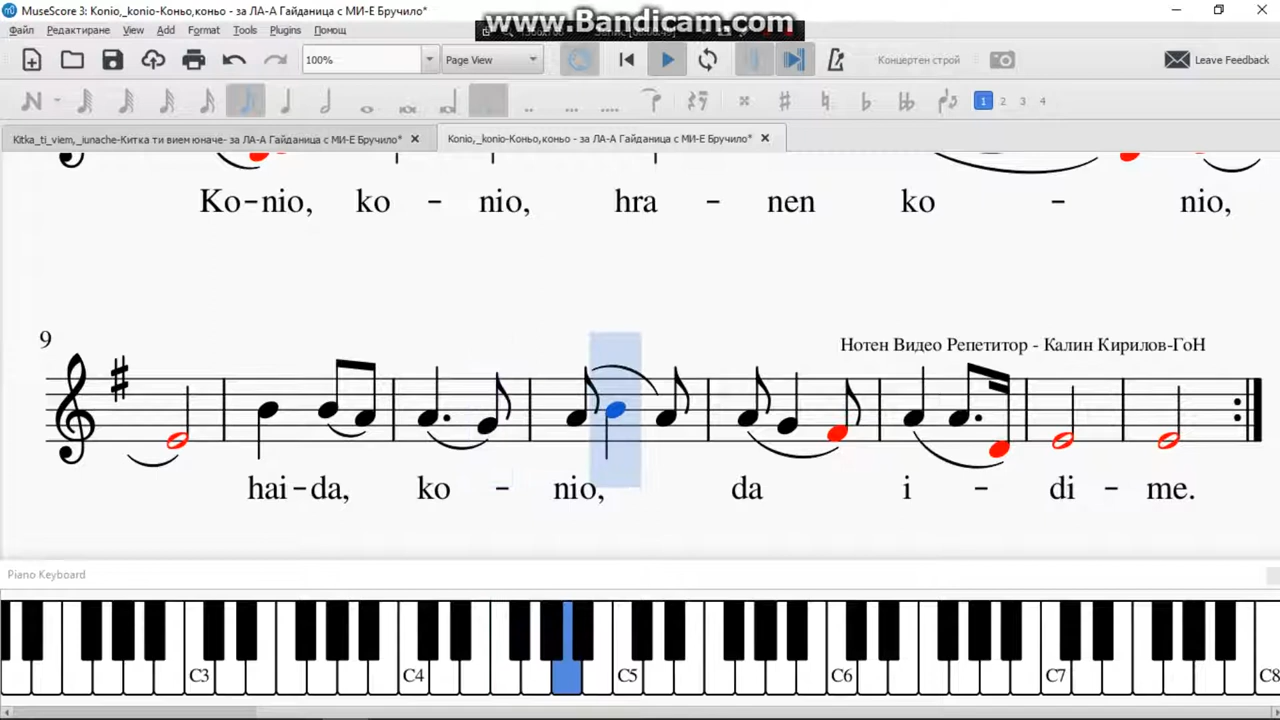 MuseScore 3: Konio,_konio-Коньо,коньо - за ЛА-А Гайданица с МИ-Е Бручило*
www.Bandicam.com
Файл Редактиране View Add Format Tools Plugins Помощ
100% Page View Концертен строй Leave Feedback
1 2 3 4
Kitka_ti_viem,_iunache-Китка ти вием юначе- за ЛА-А Гайданица с МИ-Е Бручило*
Konio,_konio-Коньо,коньо - за ЛА-А Гайданица с МИ-Е Бручило*
Ko-nio, ko - nio, hra - nen ko - nio,
9
Нотен Видео Репетитор - Калин Кирилов-ГоН
hai-da, ko - nio, da i - di - me.
Piano Keyboard
C3 C4 C5 C6 C7 C8